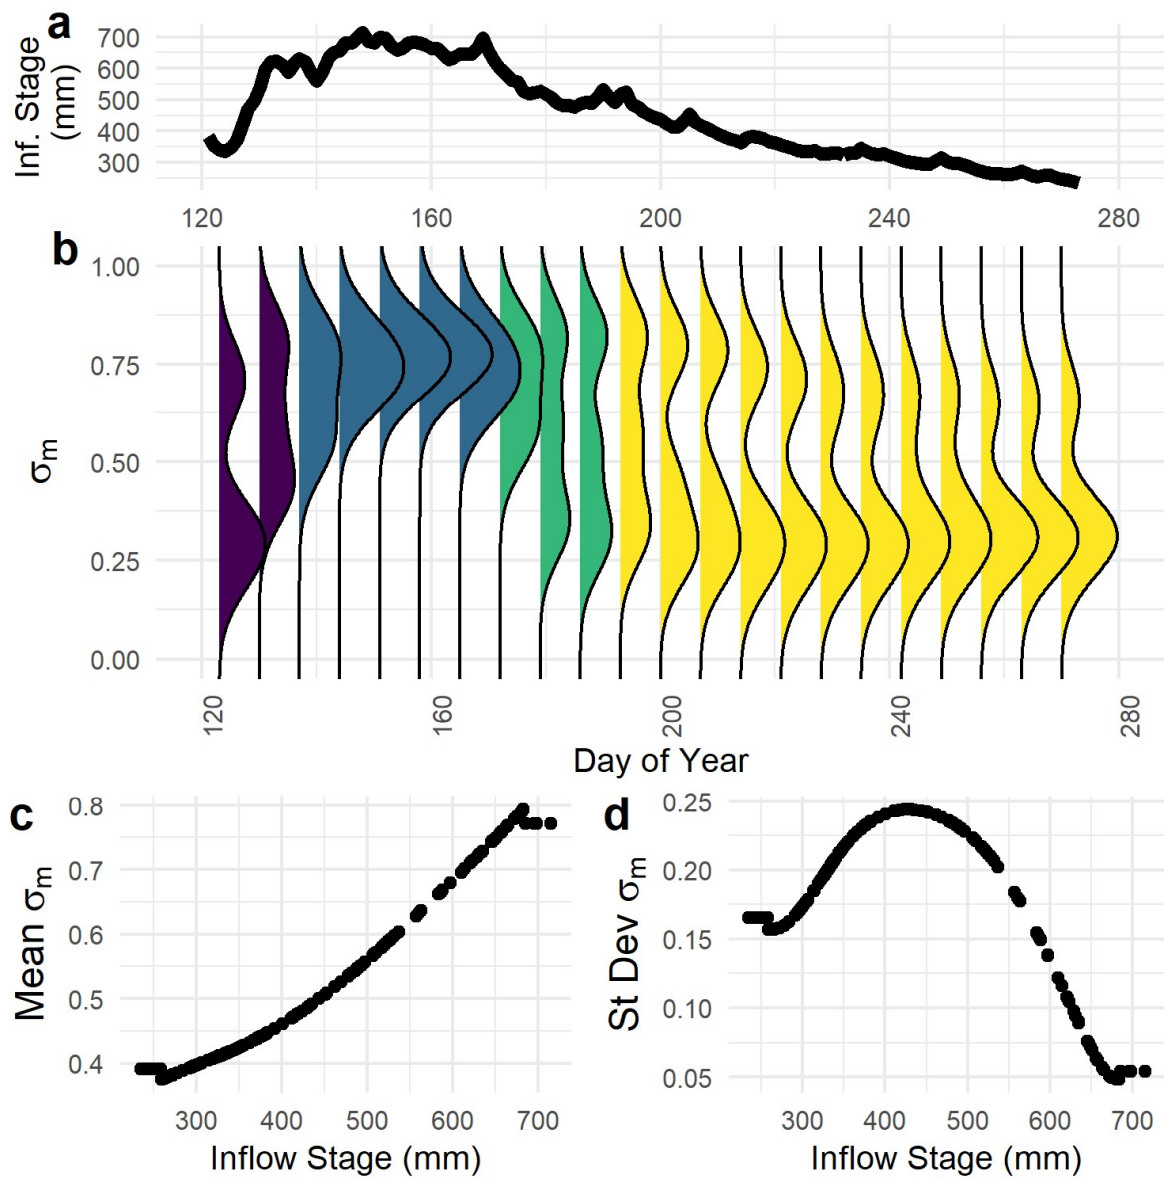 a
Inf. Stage
(mm)
700
600
500
400
300
120 160 200 240 280
b
σm
1.00
0.75
0.50
0.25
0.00
120 160 200 240 280
Day of Year
c
Mean σm
0.8
0.7
0.6
0.5
0.4
300 400 500 600 700
Inflow Stage (mm)
d
St Dev σm
0.25
0.20
0.15
0.10
0.05
300 400 500 600 700
Inflow Stage (mm)